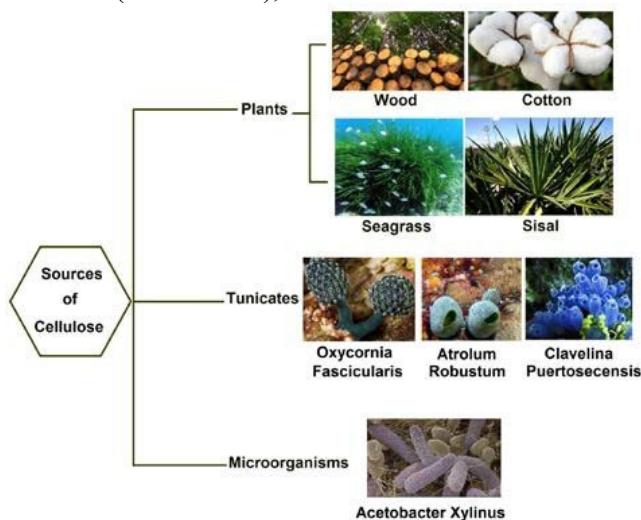 Plants
Wood
Cotton
Seagrass
Sisal
Sources
of
Cellulose
Tunicates
Oxycornia
Fascicularis
Atrolum
Robustum
Clavelina
Puertosecensis
Microorganisms
Acetobacter Xylinus